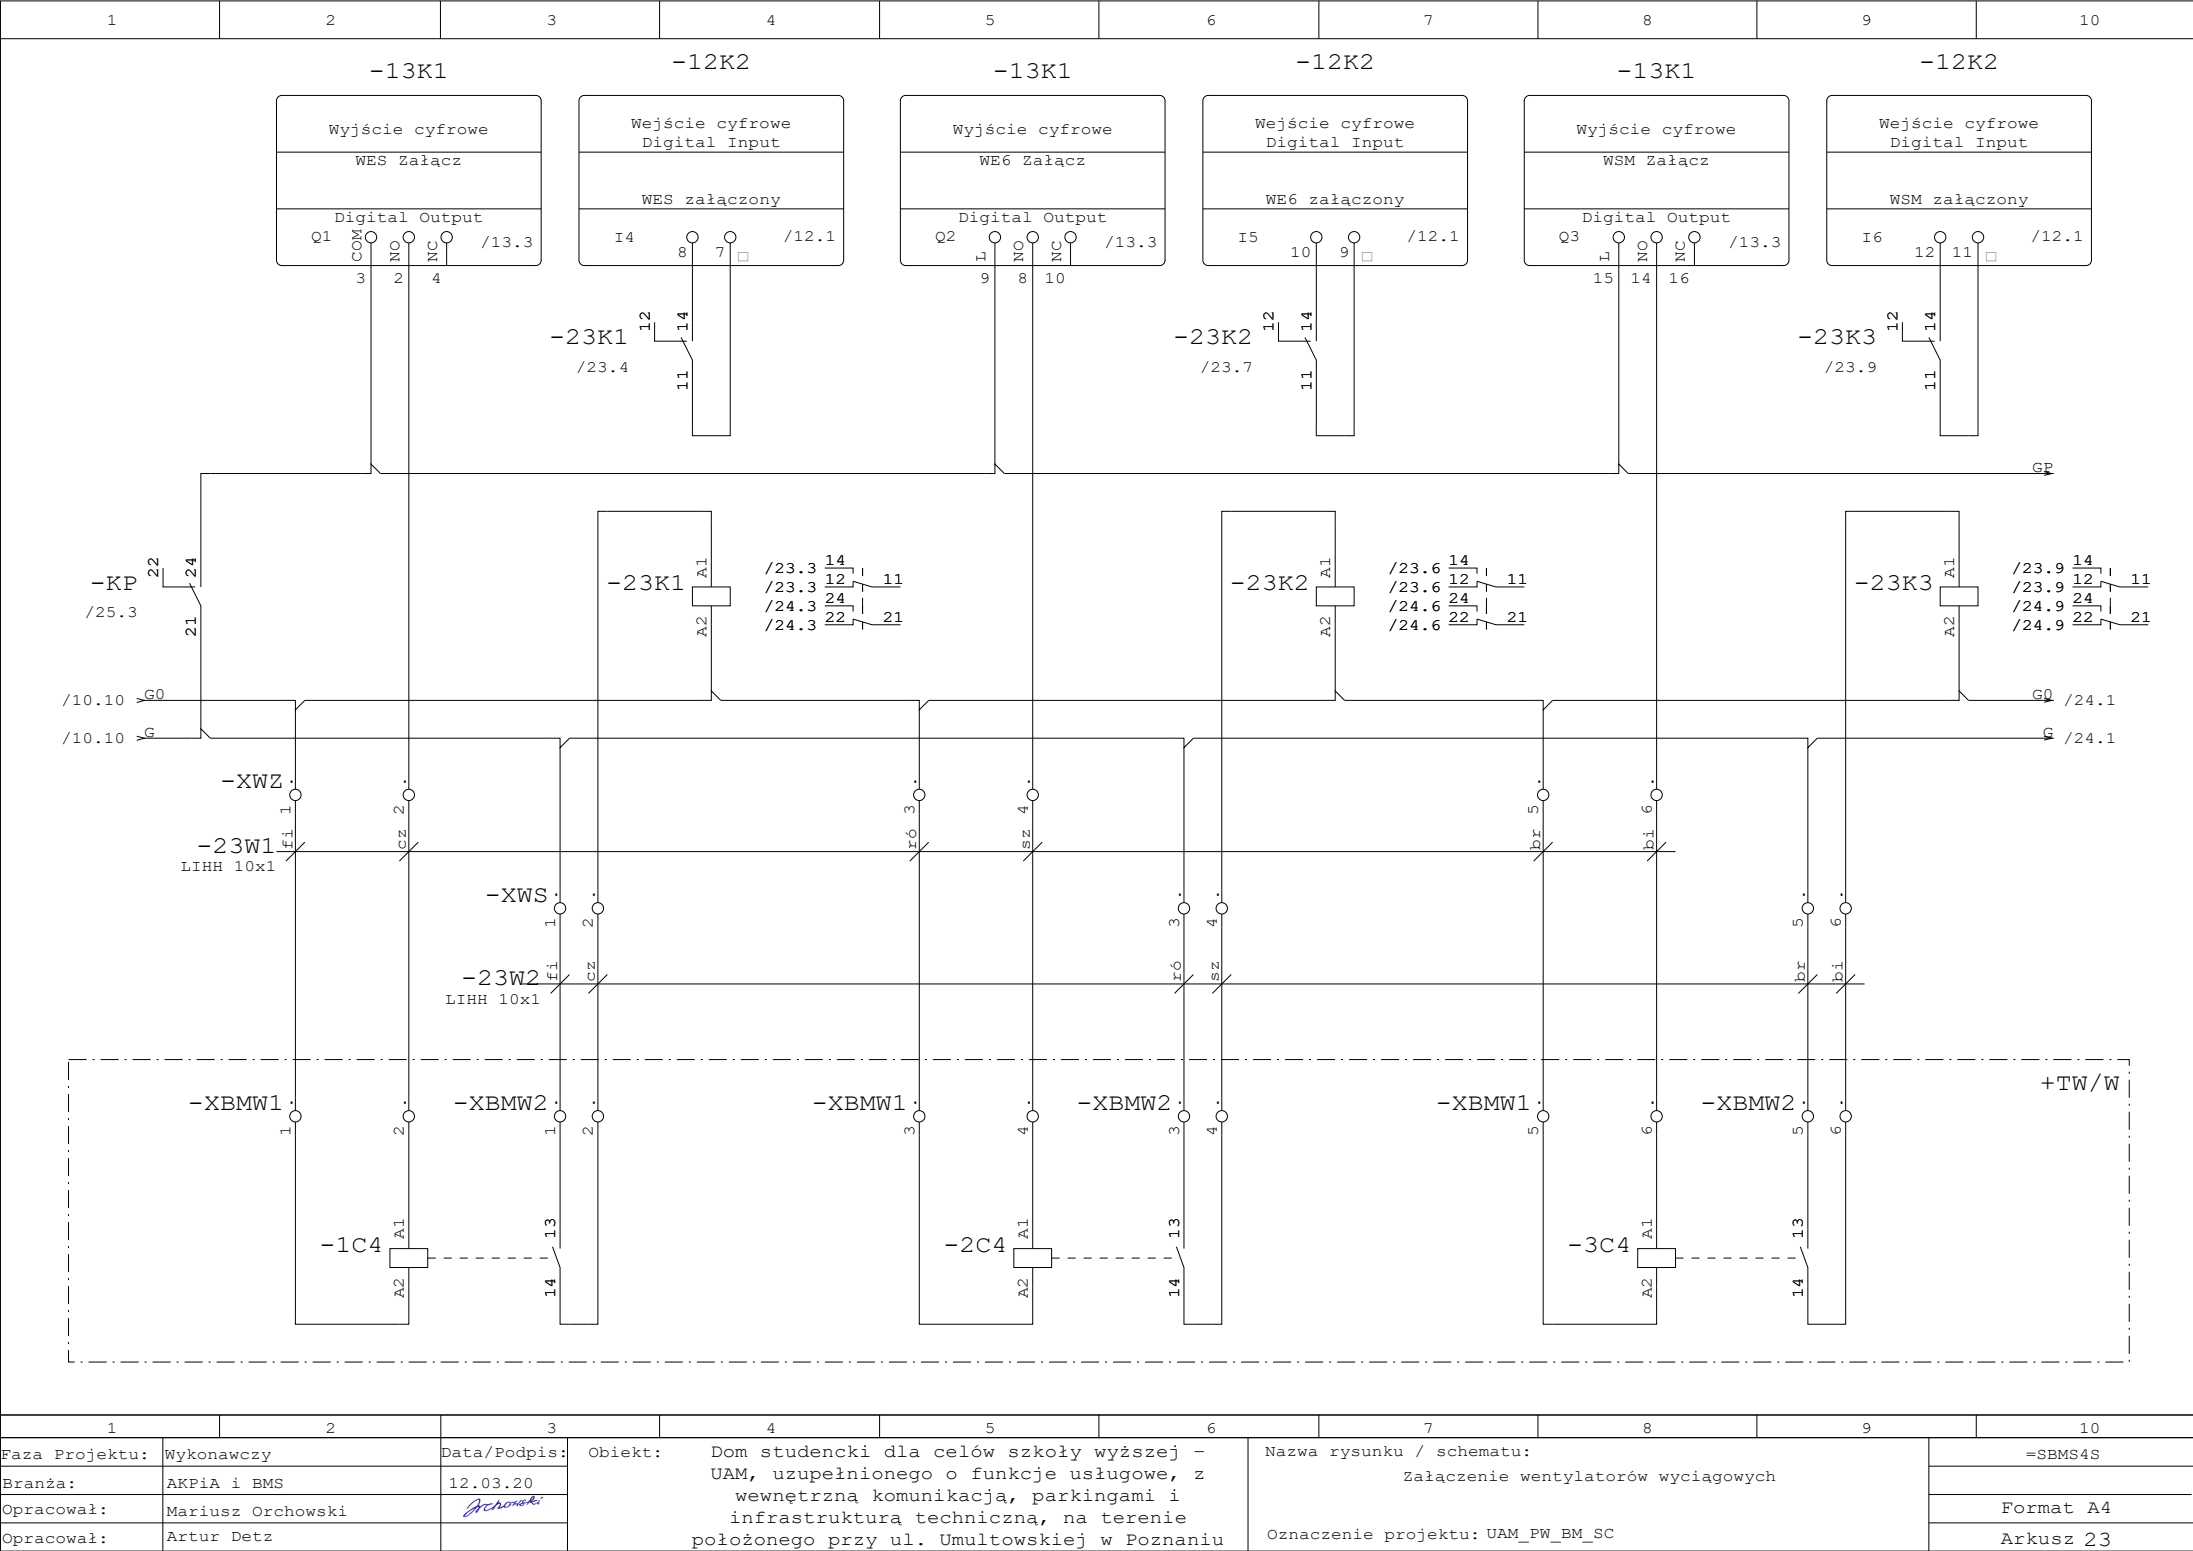 1 2 3 4 5 6 7 8 9 10
-13K1 -12K2 -13K1 -12K2 -13K1 -12K2
Wyjście cyfrowe
WES Załącz
Digital Output
Q1 COM NO NC /13.3
3 2 4
Wejście cyfrowe
Digital Input
WES załączony
I4 /12.1
8 7
Wyjście cyfrowe
WE6 Załącz
Digital Output
Q2 L NO NC /13.3
9 8 10
Wejście cyfrowe
Digital Input
WE6 załączony
I5 /12.1
10 9
Wyjście cyfrowe
WSM Załącz
Digital Output
Q3 L NO NC /13.3
15 14 16
Wejście cyfrowe
Digital Input
WSM załączony
I6 /12.1
12 11
-23K1 12 14
/23.4 11
-23K2 12 14
/23.7 11
-23K3 12 14
/23.9 11
GP
-KP 22 24
/25.3 21
-23K1 A1 A2
/23.3 14
/23.3 12 11
/24.3 24
/24.3 22 21
-23K2 A1 A2
/23.6 14
/23.6 12 11
/24.6 24
/24.6 22 21
-23K3 A1 A2
/23.9 14
/23.9 12 11
/24.9 24
/24.9 22 21
/10.10 G0 G0 /24.1
/10.10 G G /24.1
-XWZ 1 2 3 4 5 6
-23W1 fi cz ró sz br bi
LIHH 10x1
-XWS 1 2 3 4 5 6
-23W2 fi cz ró sz br bi
LIHH 10x1
+TW/W
-XBMW1 1 2 -XBMW2 1 2 -XBMW1 3 4 -XBMW2 3 4 -XBMW1 5 6 -XBMW2 5 6
-1C4 A1 A2 13 14
-2C4 A1 A2 13 14
-3C4 A1 A2 13 14
1 2 3 4 5 6 7 8 9 10
Faza Projektu: Wykonawczy Data/Podpis:
Branża: AKPiA i BMS 12.03.20
Opracował: Mariusz Orchowski Orchowski
Opracował: Artur Detz
Obiekt: Dom studencki dla celów szkoły wyższej -
UAM, uzupełnionego o funkcje usługowe, z
wewnętrzną komunikacją, parkingami i
infrastrukturą techniczną, na terenie
położonego przy ul. Umultowskiej w Poznaniu
Nazwa rysunku / schematu:
Załączenie wentylatorów wyciągowych
Oznaczenie projektu: UAM_PW_BM_SC
=SBMS4S
Format A4
Arkusz 23